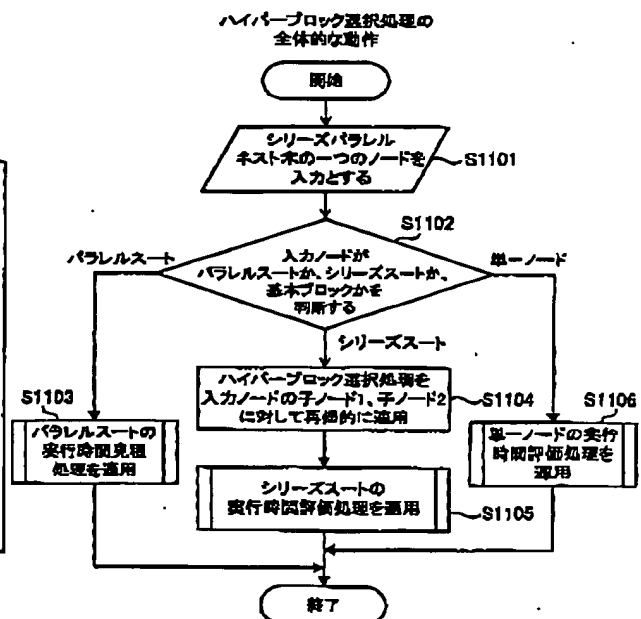 ハイパーブロック選択処理の
全体的な動作
開始
シリーズパラレル
ネスト木の一つのノードを
入力とする
S1101
S1102
入力ノードが
パラレルスートか、シリーズスートか、
基本ブロックかを
判断する
パラレルスート
単一ノード
シリーズスート
S1103
パラレルスートの
実行時間見積
処理を適用
ハイパーブロック選択処理を
入力ノードの子ノード1、子ノード2
に対して再帰的に適用
S1104
S1106
単一ノードの実行
時間評価処理を
適用
シリーズスートの
実行時間評価処理を適用
S1105
終了